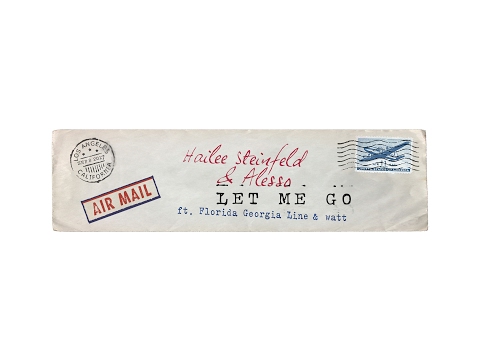 LOS ANGELES
CALIFORNIA
AIR MAIL
Hailee Steinfeld
& Alesso
LET ME GO
ft. Florida Georgia Line & watt